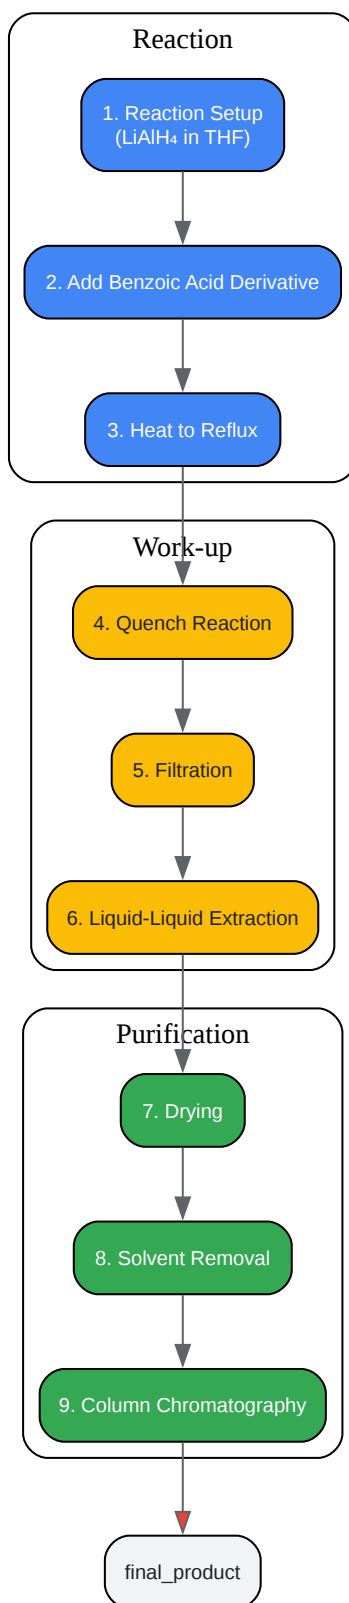 Reaction
1. Reaction Setup
(LiAlH₄ in THF)
2. Add Benzoic Acid Derivative
3. Heat to Reflux
Work-up
4. Quench Reaction
5. Filtration
6. Liquid-Liquid Extraction
Purification
7. Drying
8. Solvent Removal
9. Column Chromatography
final_product